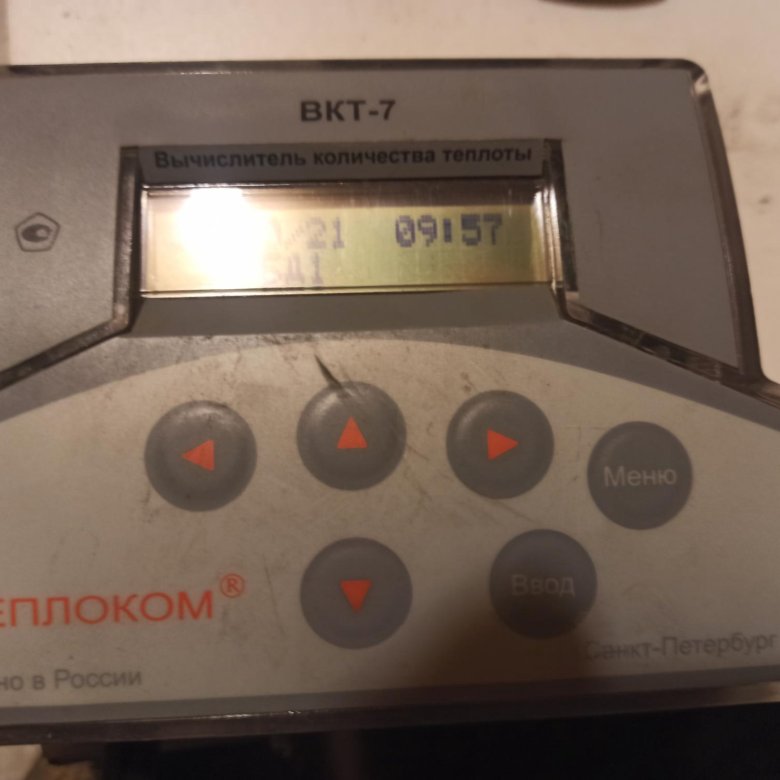 ВКТ-7
Вычислитель количества теплоты
21 09:57
Меню
Ввод
ЕПЛОКОМ®
Санкт-Петербург
но в России